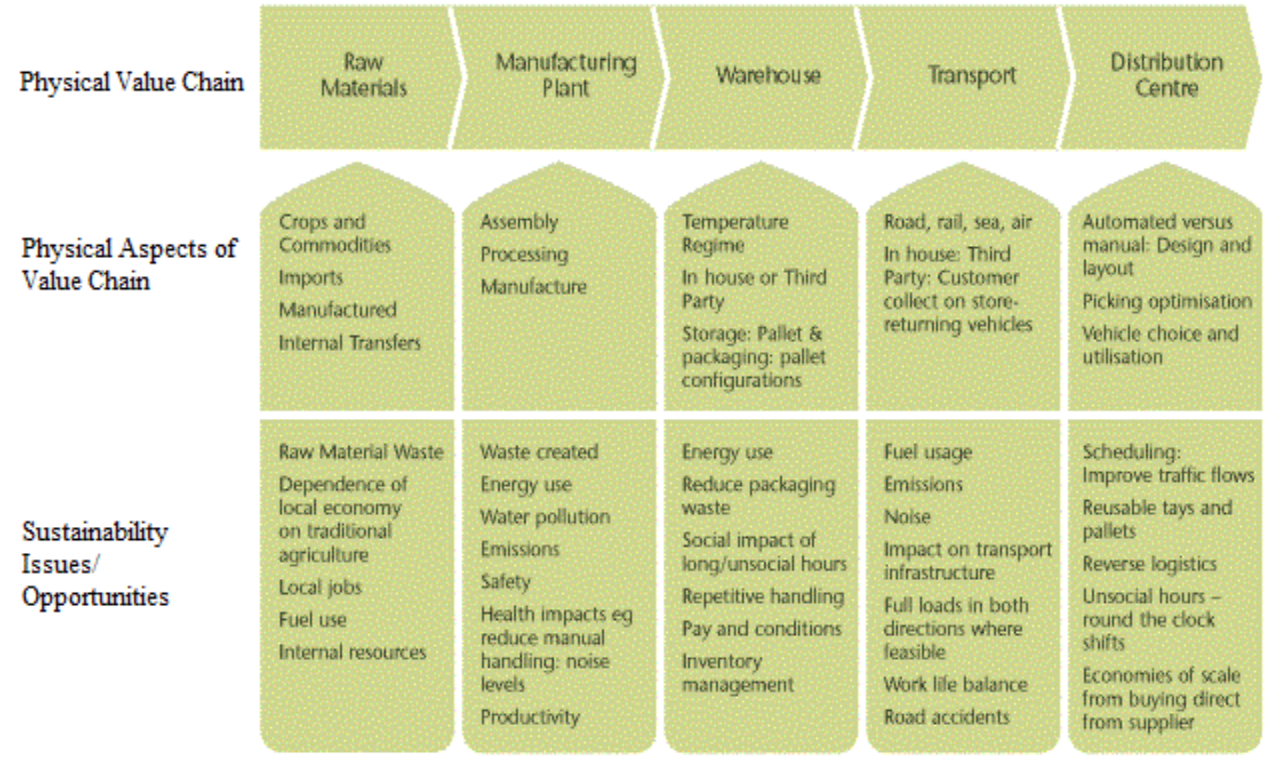 Physical Value Chain
Raw
Materials
Manufacturing
Plant
Warehouse
Transport
Distribution
Centre
Physical Aspects of
Value Chain
Crops and
Commodities
Imports
Manufactured
Internal Transfers
Assembly
Processing
Manufacture
Temperature
Regime
In house or Third
Party
Storage: Pallet &
packaging: pallet
configurations
Road, rail, sea, air
In house: Third
Party: Customer
collect on store-
returning vehicles
Automated versus
manual: Design and
layout
Picking optimisation
Vehicle choice and
utilisation
Sustainability
Issues/
Opportunities
Raw Material Waste
Dependence of
local economy
on traditional
agriculture
Local jobs
Fuel use
Internal resources
Waste created
Energy use
Water pollution
Emissions
Safety
Health impacts eg
reduce manual
handling: noise
levels
Productivity
Energy use
Reduce packaging
waste
Social impact of
long/unsocial hours
Repetitive handling
Pay and conditions
Inventory
management
Fuel usage
Emissions
Noise
Impact on transport
infrastructure
Full loads in both
directions where
feasible
Work life balance
Road accidents
Scheduling:
Improve traffic flows
Reusable tays and
pallets
Reverse logistics
Unsocial hours –
round the clock
shifts
Economies of scale
from buying direct
from supplier